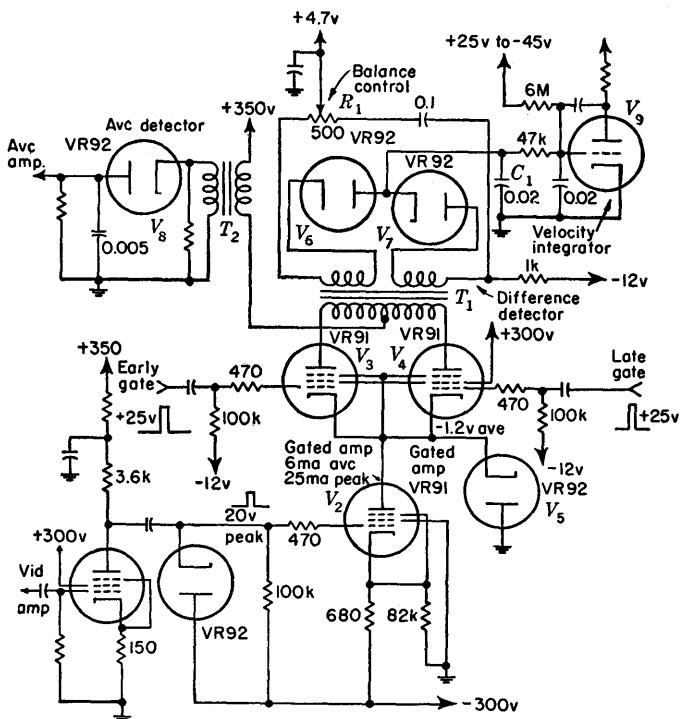 +4.7v
Balance
control
R1
500
0.1
VR92
+25v to -45v
6M
V9
47k
C1
0.02
0.02
Velocity
integrator
Avc detector
+350v
Avc
amp.
VR92
V8
0.005
T2
VR92
V6
V7
1k
-12v
T1
Difference
detector
VR91
VR91
V3
V4
+300v
+350
Early
gate
470
Late
gate
470
+25v
100k
-12v
100k
+25v
-12v
-1.2v ave
Gated amp
6ma avc
25ma peak
Gated
amp
VR91
V2
VR92
V5
3.6k
20v
peak
470
+300v
Vid
amp
VR92
100k
680
82k
150
-300v